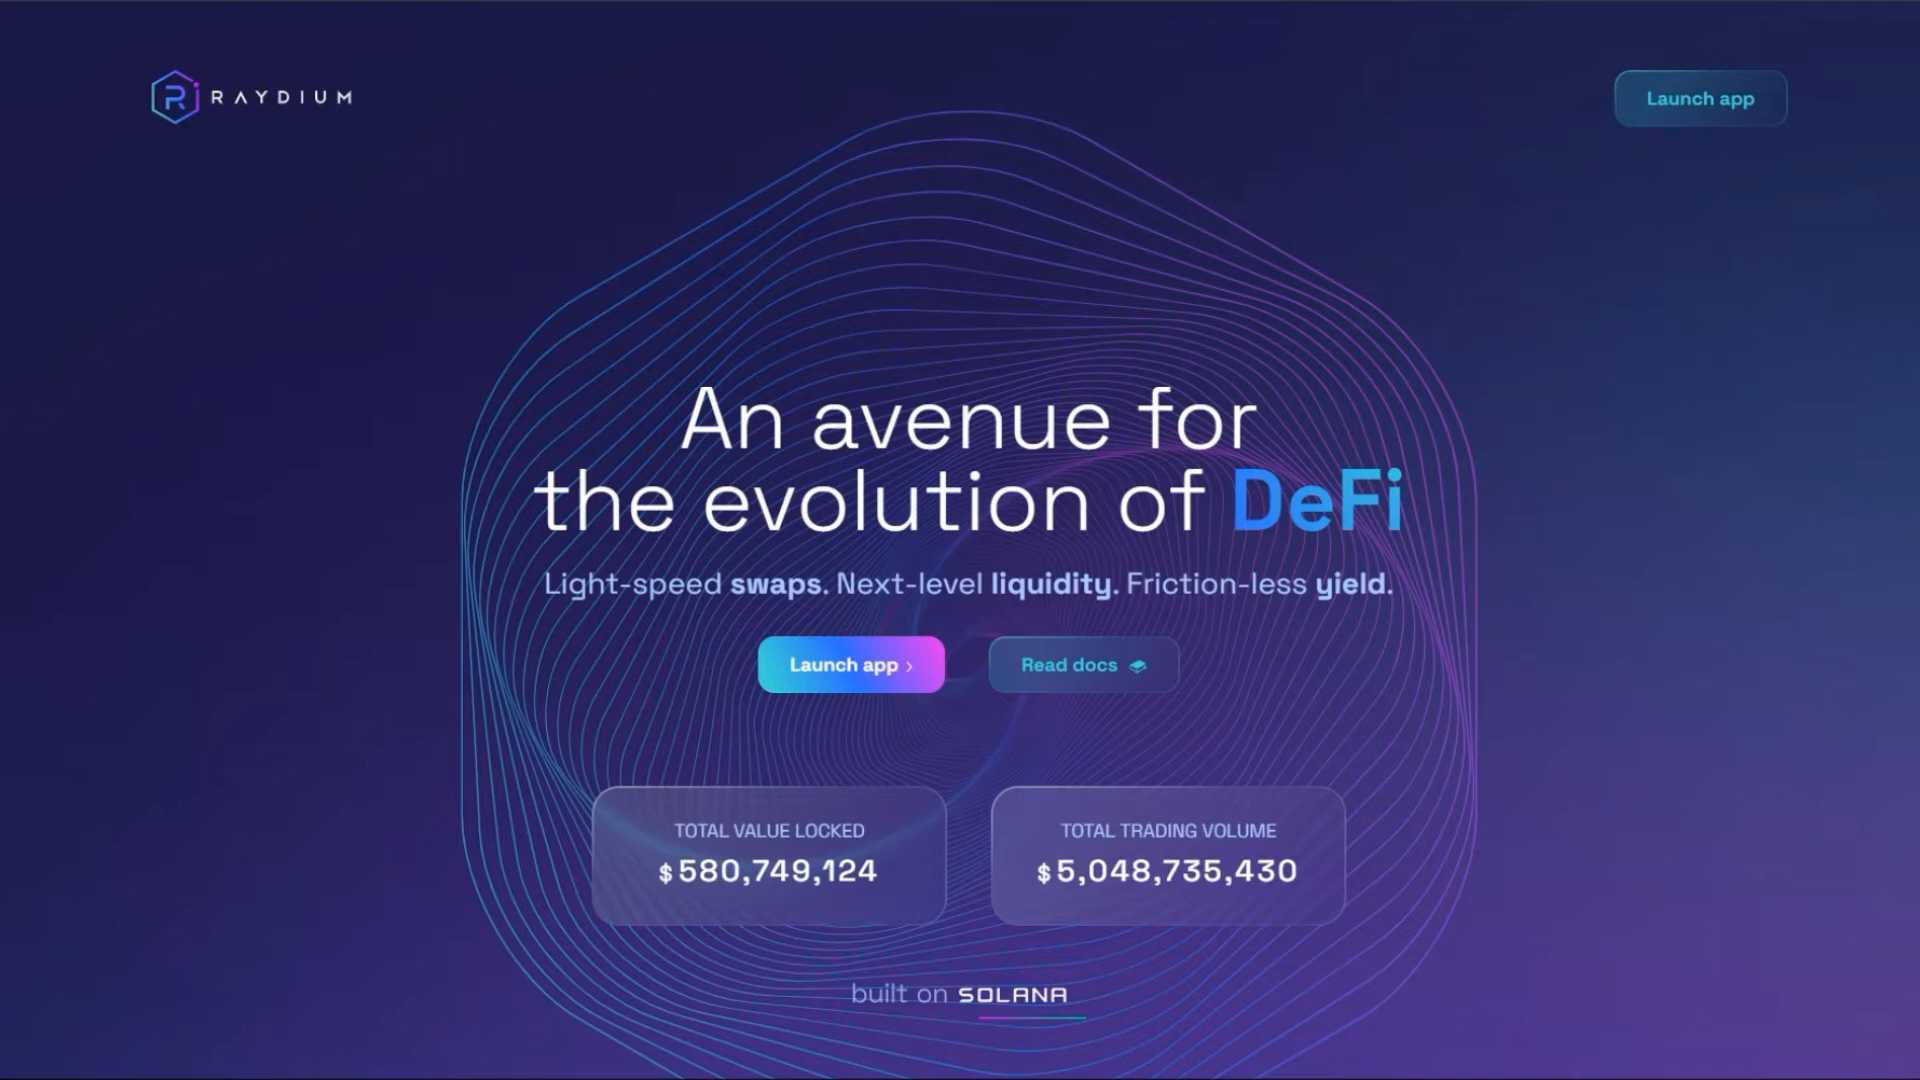 RAYDIUM
Launch app
An avenue for
the evolution of DeFi
Light-speed swaps. Next-level liquidity. Friction-less yield.
Launch app ›
Read docs
TOTAL VALUE LOCKED
$580,749,124
TOTAL TRADING VOLUME
$5,048,735,430
built on SOLANA